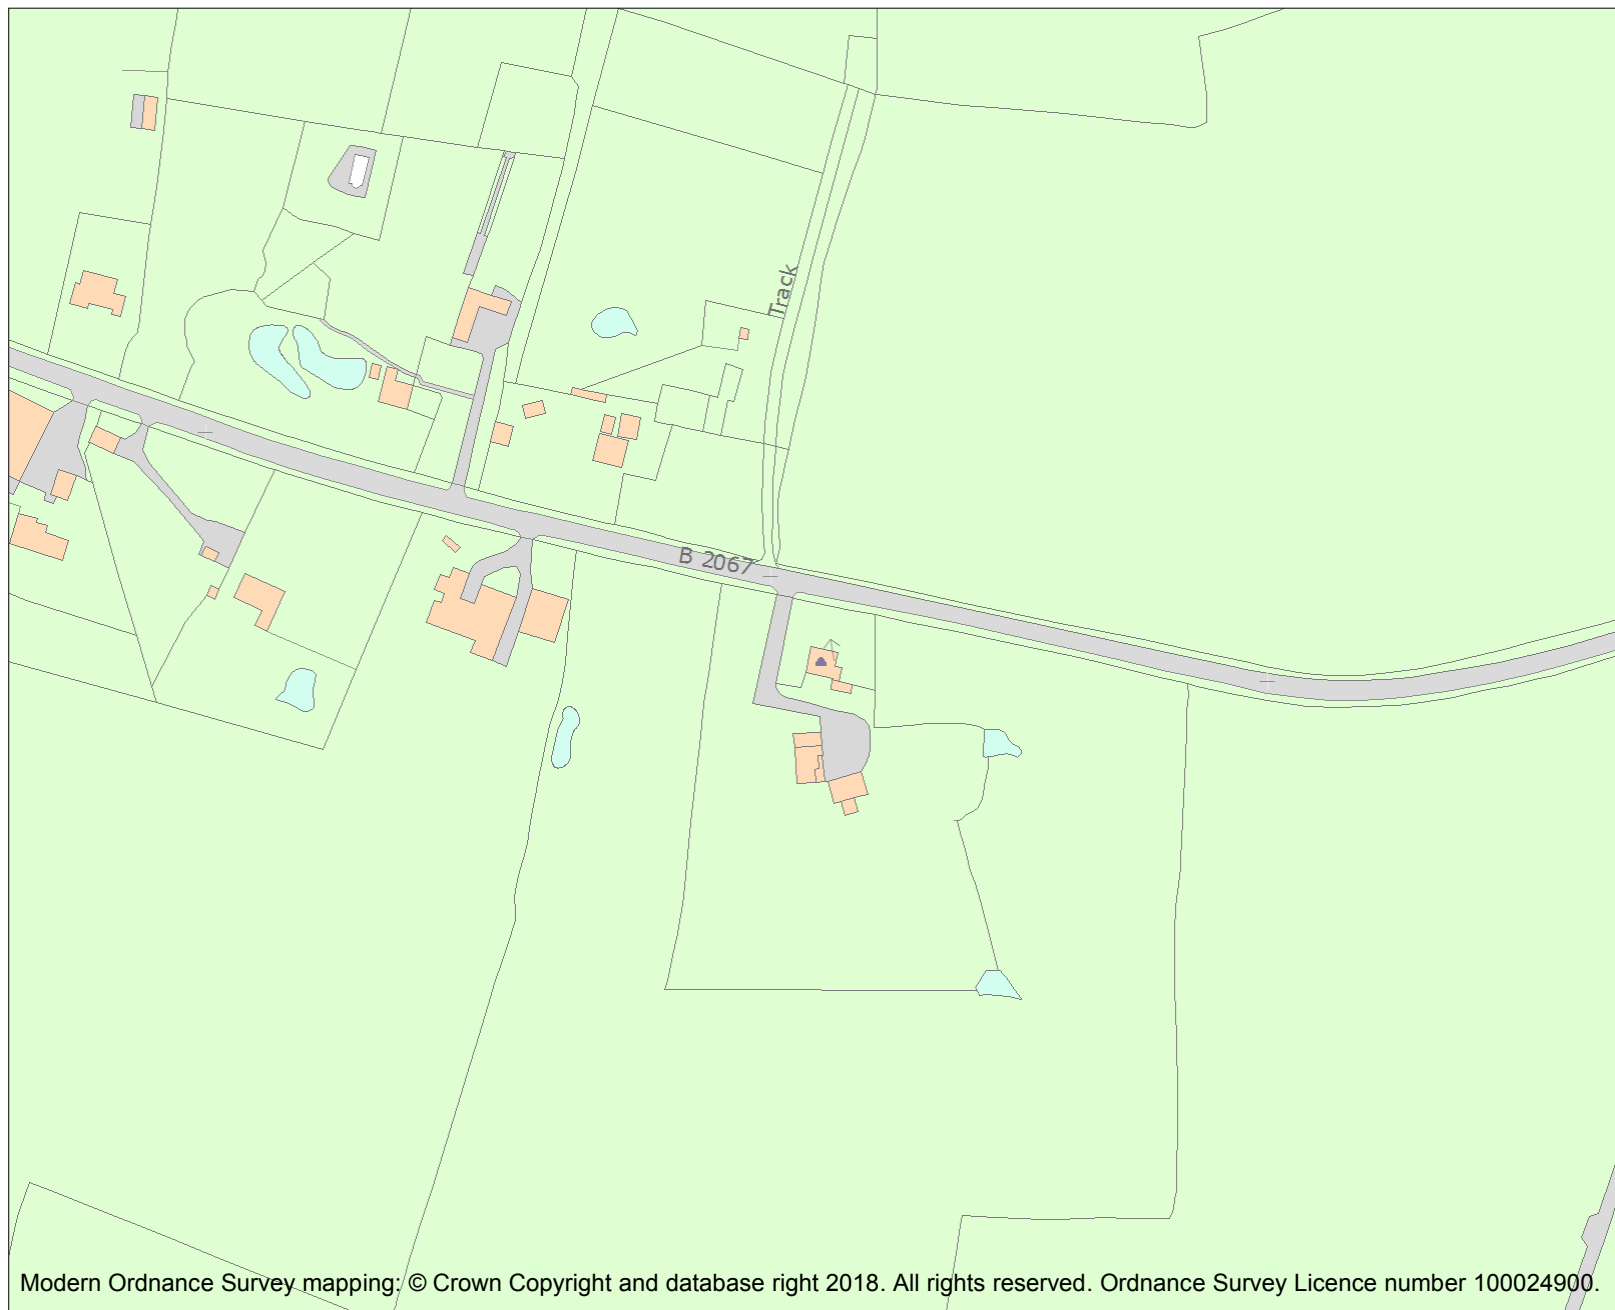 Track
B 2067
Modern Ordnance Survey mapping: © Crown Copyright and database right 2018. All rights reserved. Ordnance Survey Licence number 100024900.